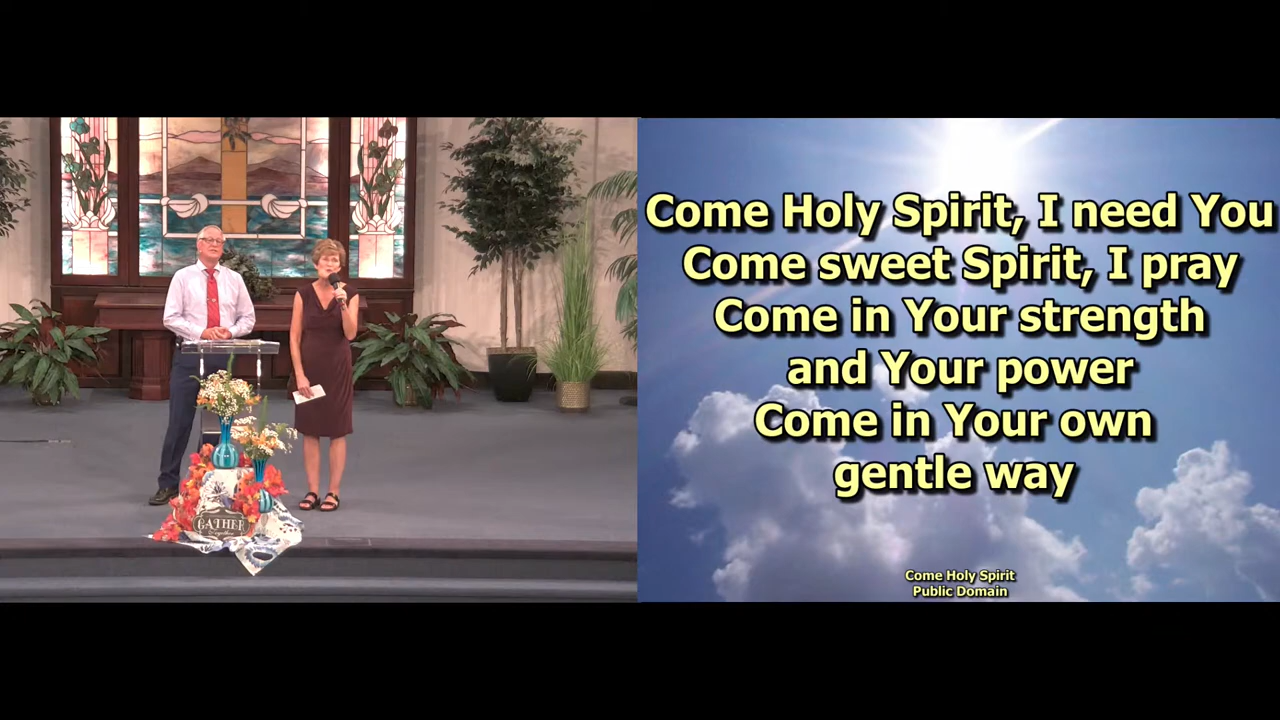 GATHER
together
Come Holy Spirit, I need You
Come sweet Spirit, I pray
Come in Your strength
and Your power
Come in Your own
gentle way
Come Holy Spirit
Public Domain